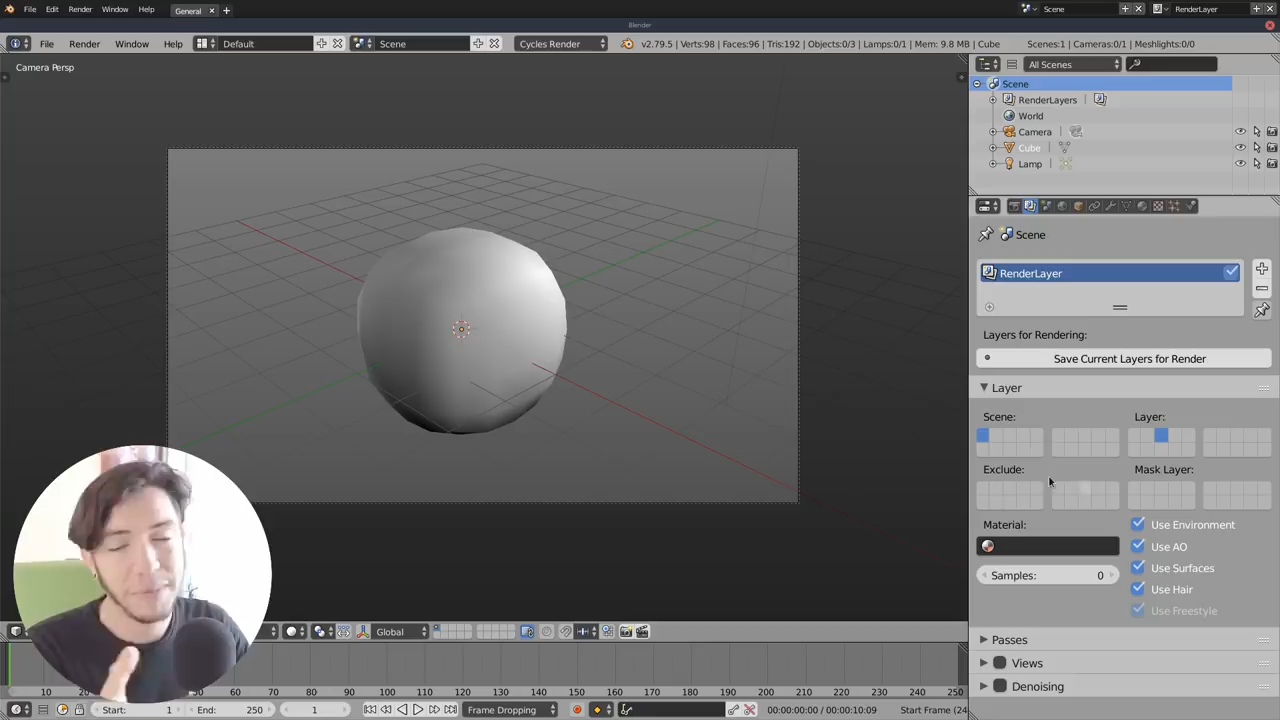 File Edit Render Window Help General Scene RenderLayer
Blender
File Render Window Help Default Scene Cycles Render v2.79.5 | Verts:98 | Faces:96 | Tris:192 | Objects:0/3 | Lamps:0/1 | Mem: 9.8 MB | Cube Scenes:1 | Cameras:0/1 | Meshlights:0/0
Camera Persp
All Scenes
Scene
RenderLayers |
World
Camera |
Cube |
Lamp |
Scene
RenderLayer
Layers for Rendering:
Save Current Layers for Render
Layer
Scene: Layer:
Exclude: Mask Layer:
Material: Use Environment
Use AO
Samples: 0 Use Surfaces
Use Hair
Use Freestyle
Passes
Views
Denoising
Global
10 50 60 70 80 90 100 110 120 130 140 150 160 170 180 190 200 210 220 230 240 250
Start: 1 End: 250 1 Frame Dropping 00:00:00:00 / 00:00:10:09 Start Frame (24